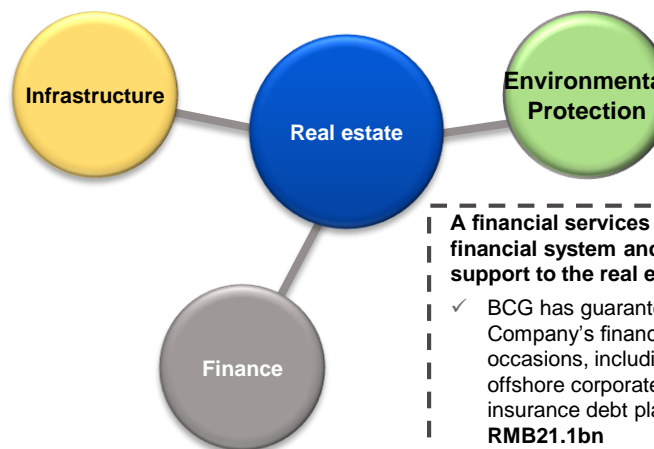 Infrastructure
Real estate
Environmenta
Protection
Finance
A financial services
financial system and
support to the real e
✓ BCG has guarante
Company's financ
occasions, includi
offshore corporate
insurance debt pla
RMB21.1bn